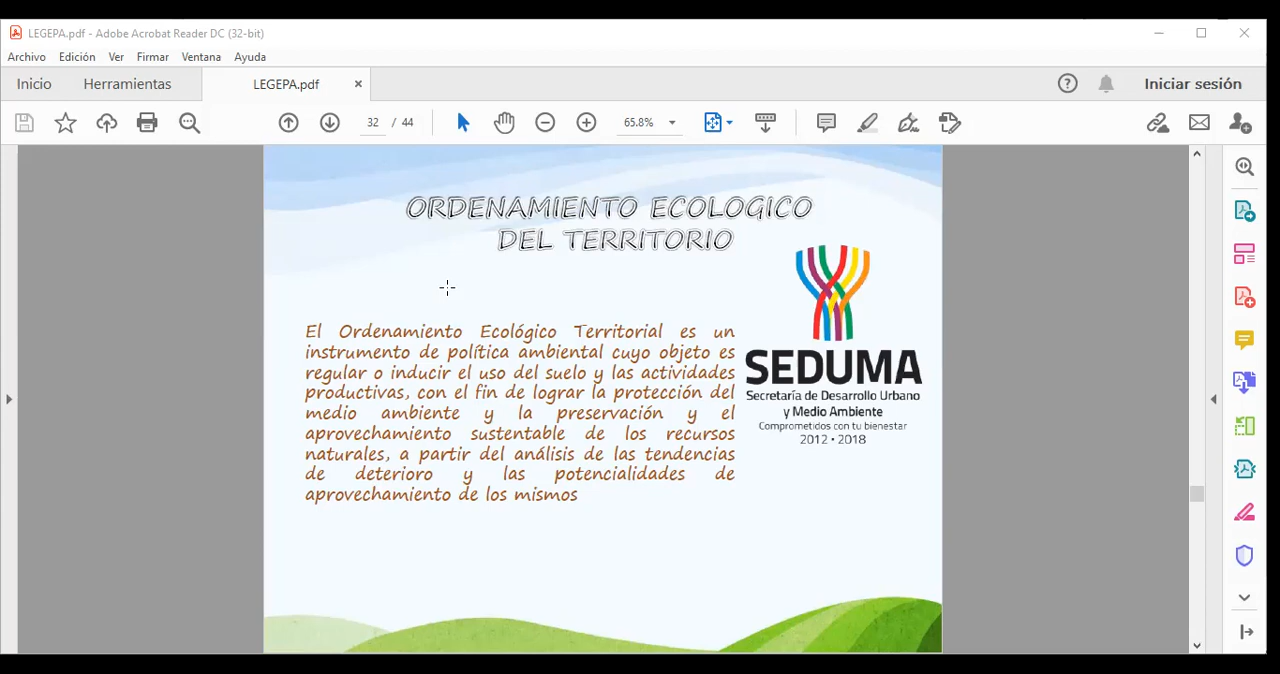 LEGEPA.pdf - Adobe Acrobat Reader DC (32-bit)
Archivo Edición Ver Firmar Ventana Ayuda
Inicio Herramientas LEGEPA.pdf Iniciar sesión
32 / 44 65.8%
ORDENAMIENTO ECOLOGICO
DEL TERRITORIO
El Ordenamiento Ecológico Territorial es un
instrumento de política ambiental cuyo objeto es
regular o inducir el uso del suelo y las actividades
productivas, con el fin de lograr la protección del
medio ambiente y la preservación y el
aprovechamiento sustentable de los recursos
naturales, a partir del análisis de las tendencias
de deterioro y las potencialidades de
aprovechamiento de los mismos
SEDUMA
Secretaría de Desarrollo Urbano
y Medio Ambiente
Comprometidos con tu bienestar
2012 • 2018